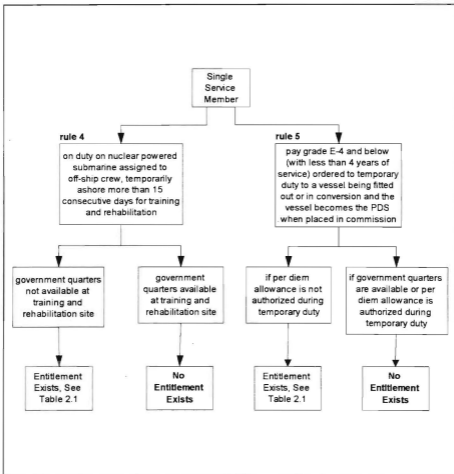 Single
Service
Member
rule 4
on duty on nuclear powered
submarine assigned to
off-ship crew, temporarily
ashore more than 15
consecutive days for training
and rehabilitation
rule 5
pay grade E-4 and below
(with less than 4 years of
service) ordered to temporary
duty to a vessel being fitted
out or in conversion and the
vessel becomes the PDS
when placed in commission
government quarters
not available at
training and
rehabilitation site
government
quarters available
at training and
rehabilitation site
if per diem
allowance is not
authorized during
temporary duty
if government quarters
are available or per
diem allowance is
authorized during
temporary duty
Entitlement
Exists, See
Table 2.1
No
Entitlement
Exists
Entitlement
Exists, See
Table 2.1
No
Entitlement
Exists